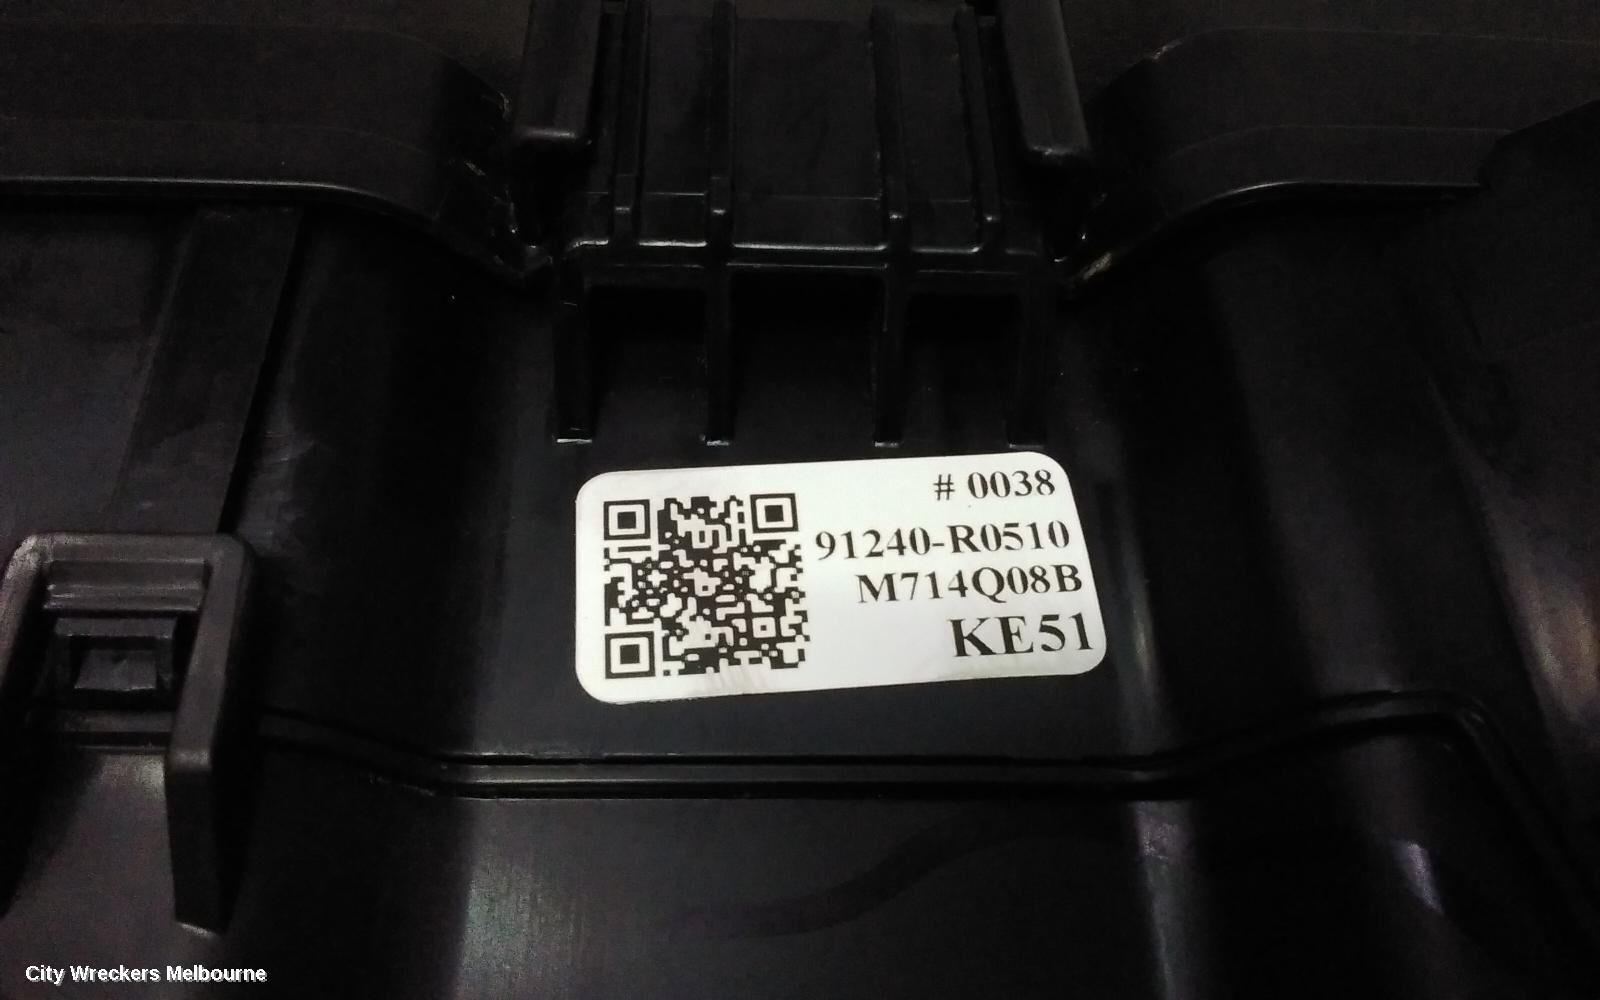 # 0038
91240-R0510
M714Q08B
KE51
City Wreckers Melbourne